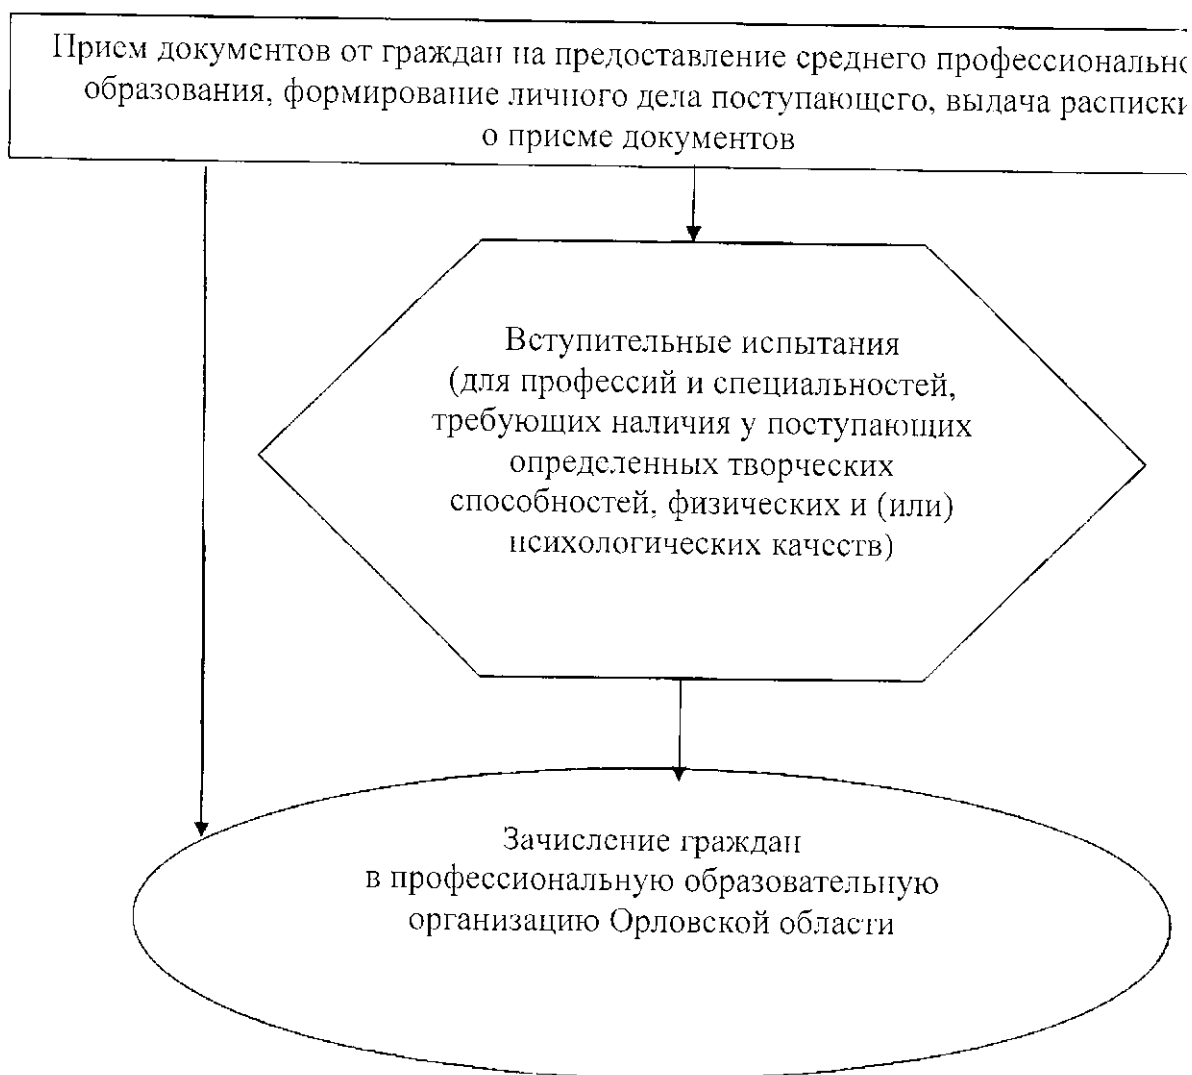 Прием документов от граждан на предоставление среднего профессионально
образования, формирование личного дела поступающего, выдача расписки
о приеме документов
Вступительные испытания
(для профессий и специальностей,
требующих наличия у поступающих
определенных творческих
способностей, физических и (или)
психологических качеств)
Зачисление граждан
в профессиональную образовательную
организацию Орловской области